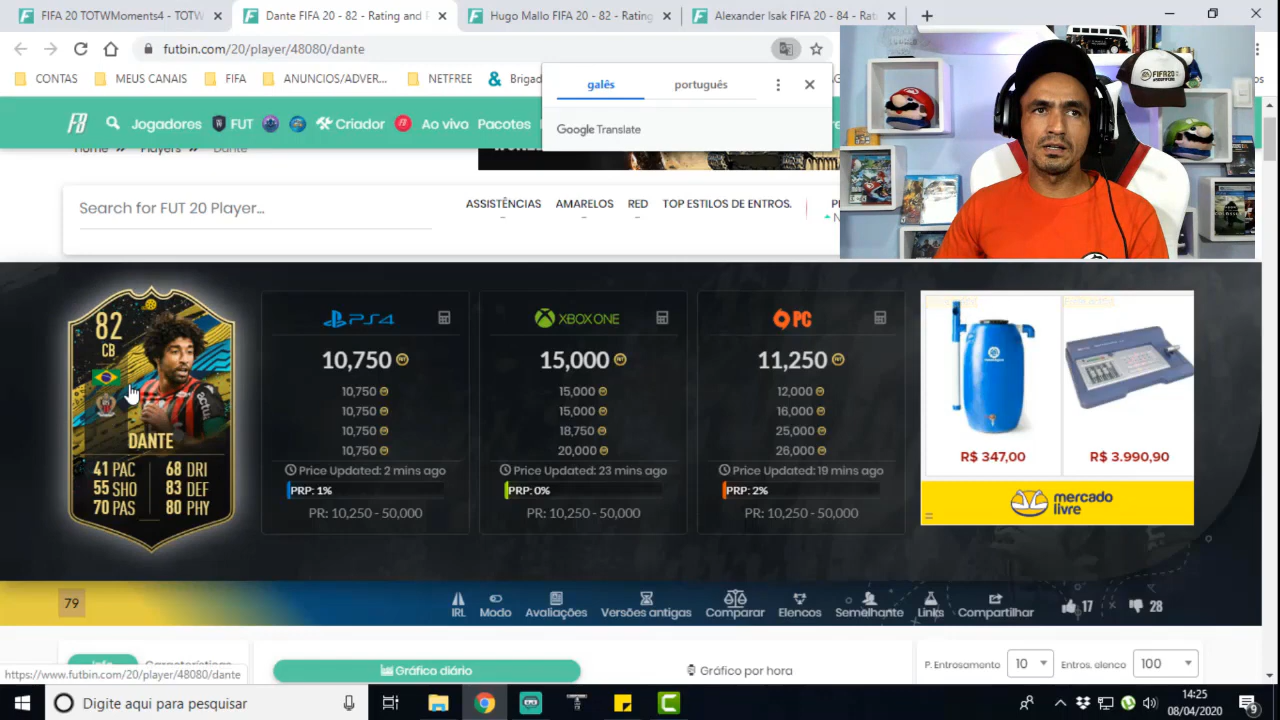 FIFA 20 TOTWMoments4 - TOTW
Dante FIFA 20 - 82 - Rating and P
Hugo Mallo FIFA 20 - 82 - Rating
Alexander Isak FIFA 20 - 84 - Rat
futbin.com/20/player/48080/dante
CONTAS
MEUS CANAIS
FIFA
ANUNCIOS/ADVER...
NETFREE
Brigad
galês
português
Google Translate
F8
Jogadores
FUT
Criador
Ao vivo
Pacotes
Home » Players » Dante
Search for FUT 20 Player...
ASSISTÊNCIAS
AMARELOS
RED
TOP ESTILOS DE ENTROS.
FIFA20
82
CB
DANTE
41 PAC 68 DRI
55 SHO 83 DEF
70 PAS 80 PHY
PS4
10,750
10,750
10,750
10,750
10,750
Price Updated: 2 mins ago
PRP: 1%
PR: 10,250 - 50,000
XBOX ONE
15,000
15,000
15,000
18,750
20,000
Price Updated: 23 mins ago
PRP: 0%
PR: 10,250 - 50,000
PC
11,250
12,000
16,000
25,000
26,000
Price Updated: 19 mins ago
PRP: 2%
PR: 10,250 - 50,000
R$ 347,00
R$ 3.990,90
mercado
livre
79
IRL
Modo
Avaliações
Versões antigas
Comparar
Elencos
Semelhante
Links
Compartilhar
17
28
Info
Características
Gráfico diário
Gráfico por hora
P. Entrosamento
10
Entros. elenco
100
https://www.futbin.com/20/player/48080/dante
Digite aqui para pesquisar
14:25
08/04/2020
9